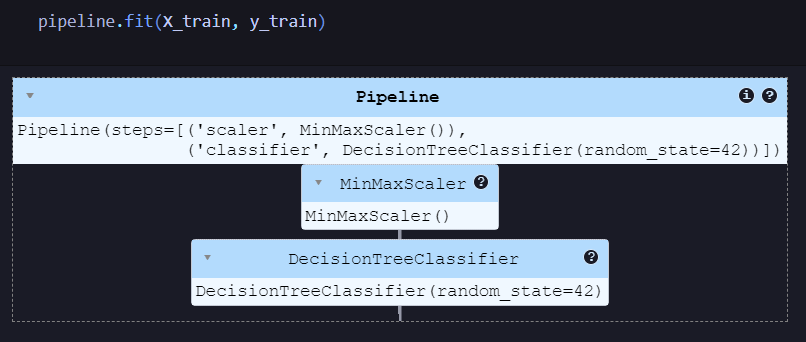 pipeline.fit(X_train, y_train)
Pipeline
i ?
Pipeline(steps=[('scaler', MinMaxScaler()),
('classifier', DecisionTreeClassifier(random_state=42))])
MinMaxScaler ?
MinMaxScaler()
DecisionTreeClassifier ?
DecisionTreeClassifier(random_state=42)